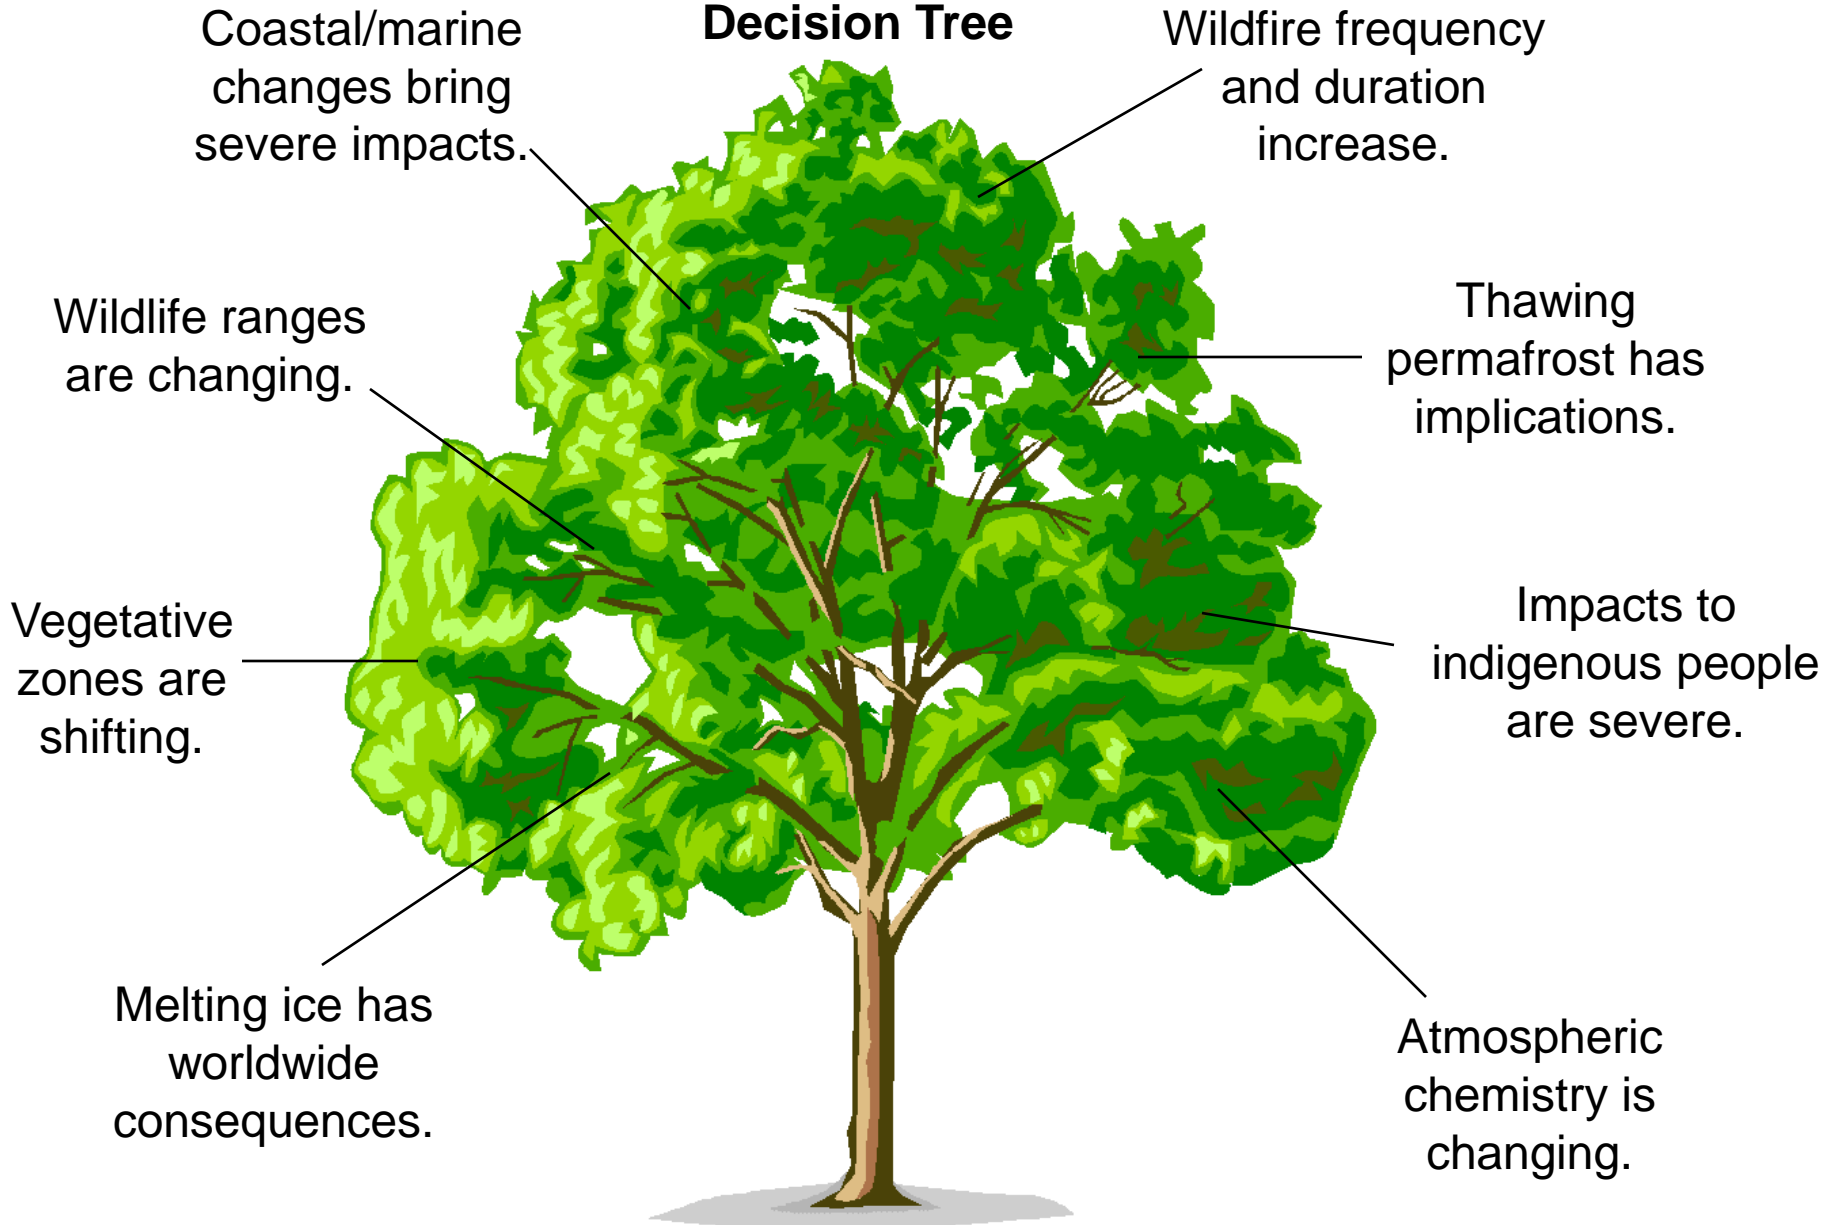 Decision Tree
Coastal/marine
changes bring
severe impacts.
Wildfire frequency
and duration
increase.
Wildlife ranges
are changing.
Thawing
permafrost has
implications.
Vegetative
zones are
shifting.
Impacts to
indigenous people
are severe.
Melting ice has
worldwide
consequences.
Atmospheric
chemistry is
changing.